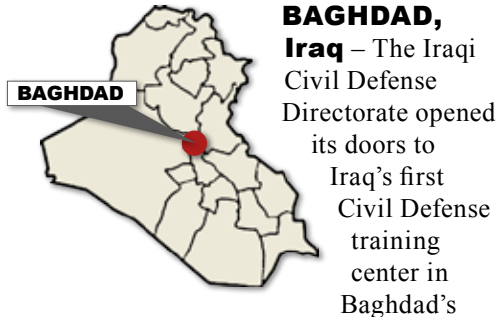 BAGHDAD,
Iraq – The Iraqi
Civil Defense
Directorate opened
its doors to
Iraq’s first
Civil Defense
training
center in
Baghdad’s
BAGHDAD